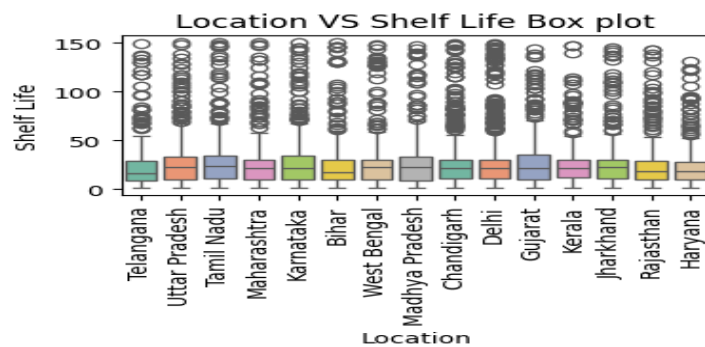 Location VS Shelf Life Box plot
Shelf Life
150
100
50
0
Telangana
Uttar Pradesh
Tamil Nadu
Maharashtra
Karnataka
Bihar
West Bengal
Madhya Pradesh
Chandigarh
Delhi
Gujarat
Kerala
Jharkhand
Rajasthan
Haryana
Location